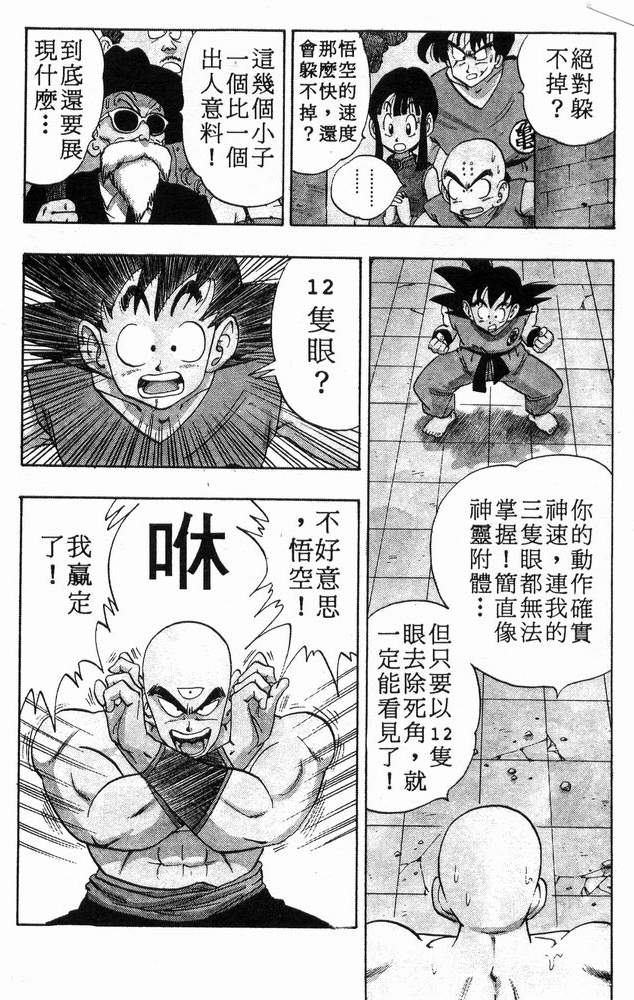 絕對躲
不掉？
悟空的速度
那麼快，還
會躲不掉？
……
……
龜
這幾個小子
一個比一個
出人意料！
到底還要展
現什麼…
你的動作確實
神速，連我的
三隻眼都無法
掌握！簡直像
神靈附體…
但只要以12隻
眼去除死角，就
一定能看見了！
12
隻
眼？
不好意思
，悟空！
咻
我贏定
了！